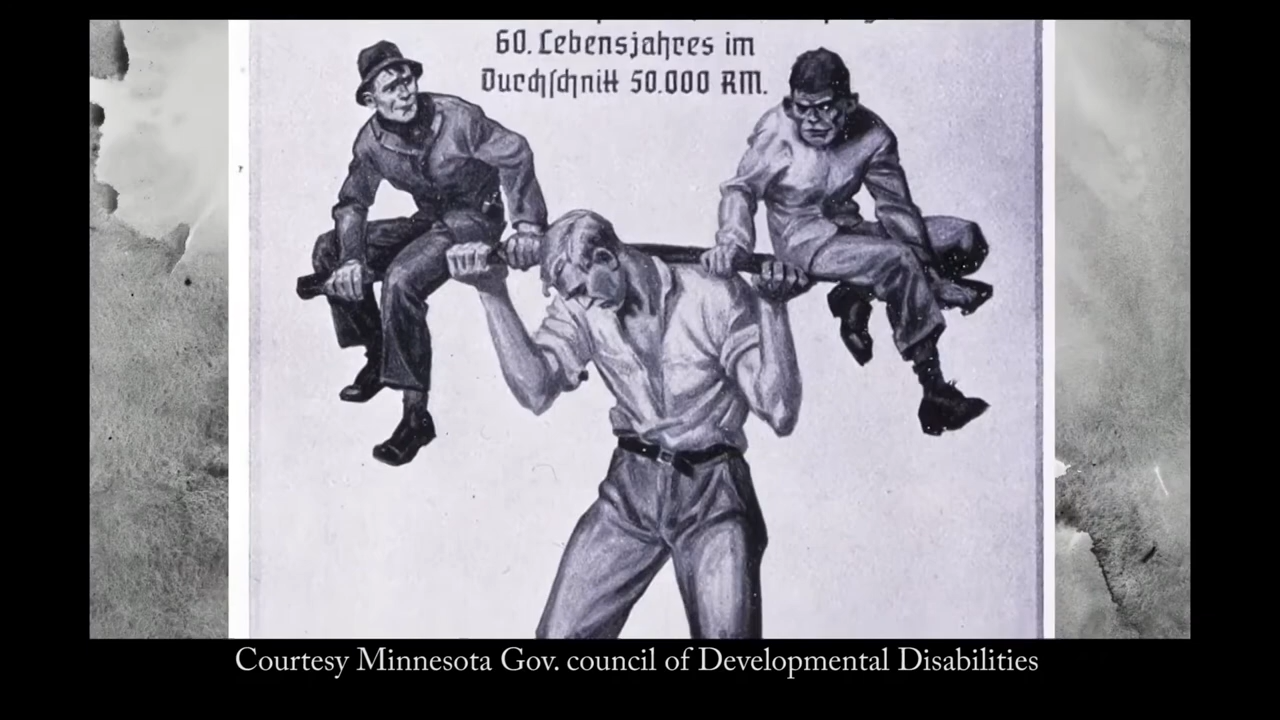 60. Lebensjahres im
Durchschnitt 50.000 RM.
Courtesy Minnesota Gov. council of Developmental Disabilities